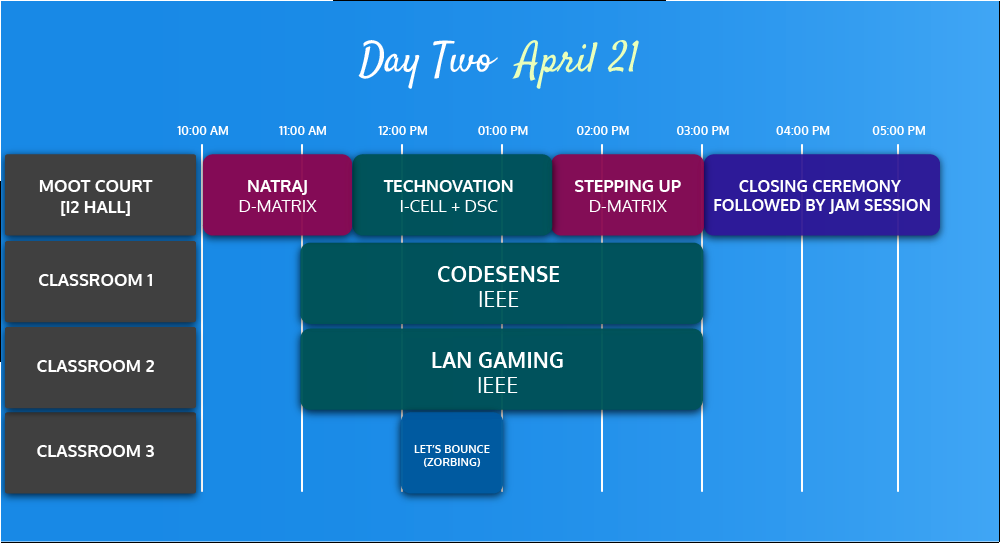 Day Two April 21
10:00 AM 11:00 AM 12:00 PM 01:00 PM 02:00 PM 03:00 PM 04:00 PM 05:00 PM
MOOT COURT
[I2 HALL]
NATRAJ
D-MATRIX
TECHNOVATION
I-CELL + DSC
STEPPING UP
D-MATRIX
CLOSING CEREMONY
FOLLOWED BY JAM SESSION
CLASSROOM 1
CODESENSE
IEEE
CLASSROOM 2
LAN GAMING
IEEE
CLASSROOM 3
LET'S BOUNCE
(ZORBING)